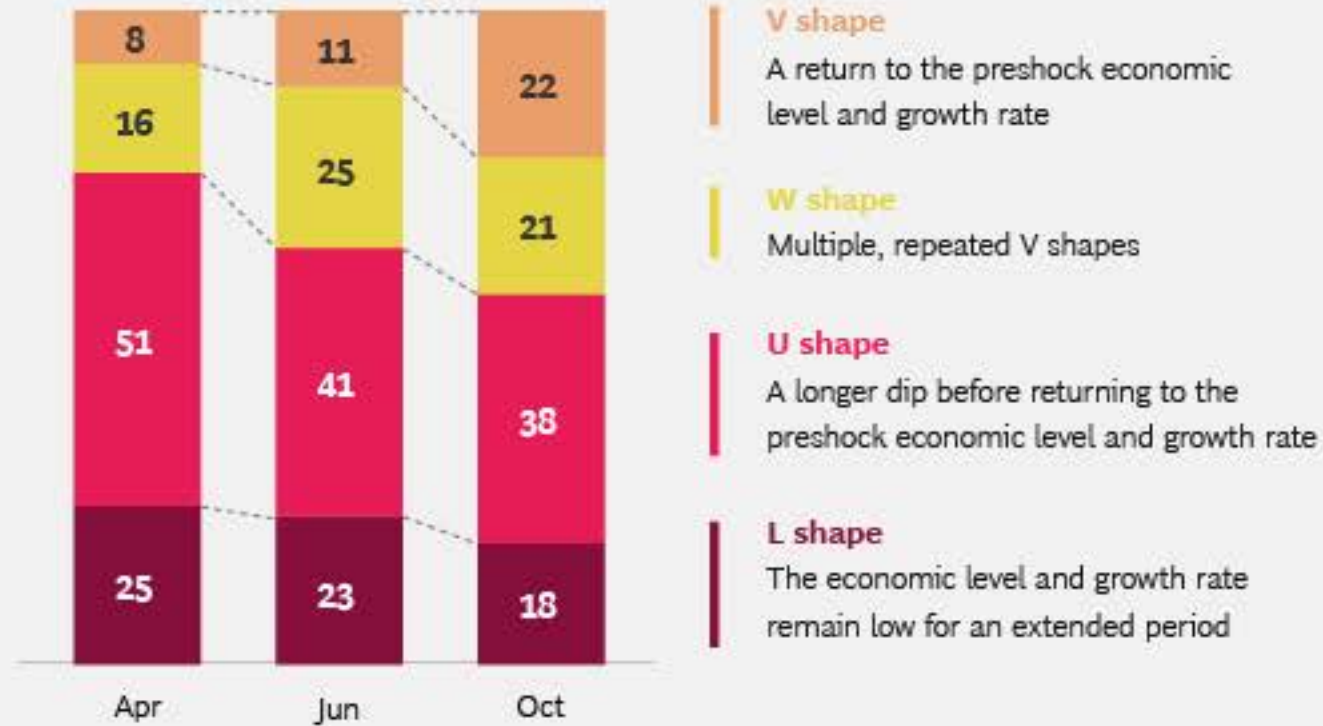 8
16
51
25
Apr
11
25
41
23
Jun
22
21
38
18
Oct
V shape
A return to the preshock economic
level and growth rate
W shape
Multiple, repeated V shapes
U shape
A longer dip before returning to the
preshock economic level and growth rate
L shape
The economic level and growth rate
remain low for an extended period